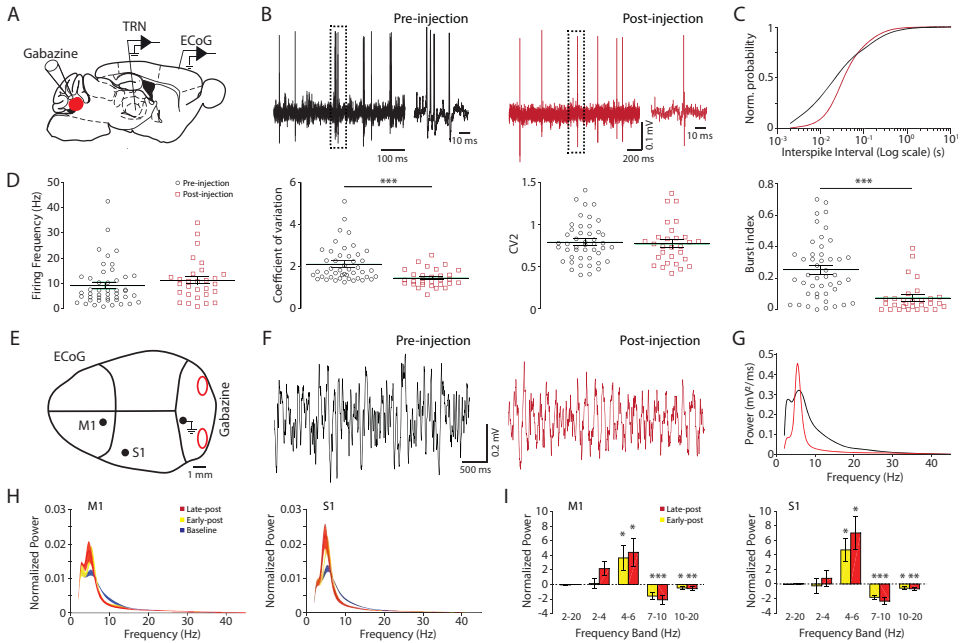 A
TRN
ECoG
Gabazine
B
Pre-injection
10 ms
100 ms
Post-injection
0.1 mV
10 ms
200 ms
C
Norm. probability
1
0.5
0
10-3 10-2 10-1 100 101
Interspike Interval (Log scale) (s)
D
Pre-injection
Post-injection
Firing Frequency (Hz)
50
40
30
20
10
0
***
Coefficient of variation
6
4
2
0
CV2
1.5
1
0.5
0.0
***
Burst index
0.8
0.6
0.4
0.2
0
E
ECoG
M1
S1
Gabazine
1 mm
F
Pre-injection
0.2 mV
500 ms
Post-injection
G
Power (mV²/ms)
0.5
0.4
0.3
0.2
0.1
0
0 10 20 30 40
Frequency (Hz)
H
M1
Late-post
Early-post
Baseline
Normalized Power
0.03
0.02
0.01
0
0 10 20 30 40
Frequency (Hz)
S1
Normalized Power
0.03
0.02
0.01
0
0 10 20 30 40
Frequency (Hz)
I
M1
Late-post
Early-post
Normalized Power
10
8
6
4
2
0
-2
-4
* *
*** * **
2-20 2-4 4-6 7-10 10-20
Frequency Band (Hz)
S1
Normalized Power
10
8
6
4
2
0
-2
-4
* *
*** * **
2-20 2-4 4-6 7-10 10-20
Frequency Band (Hz)